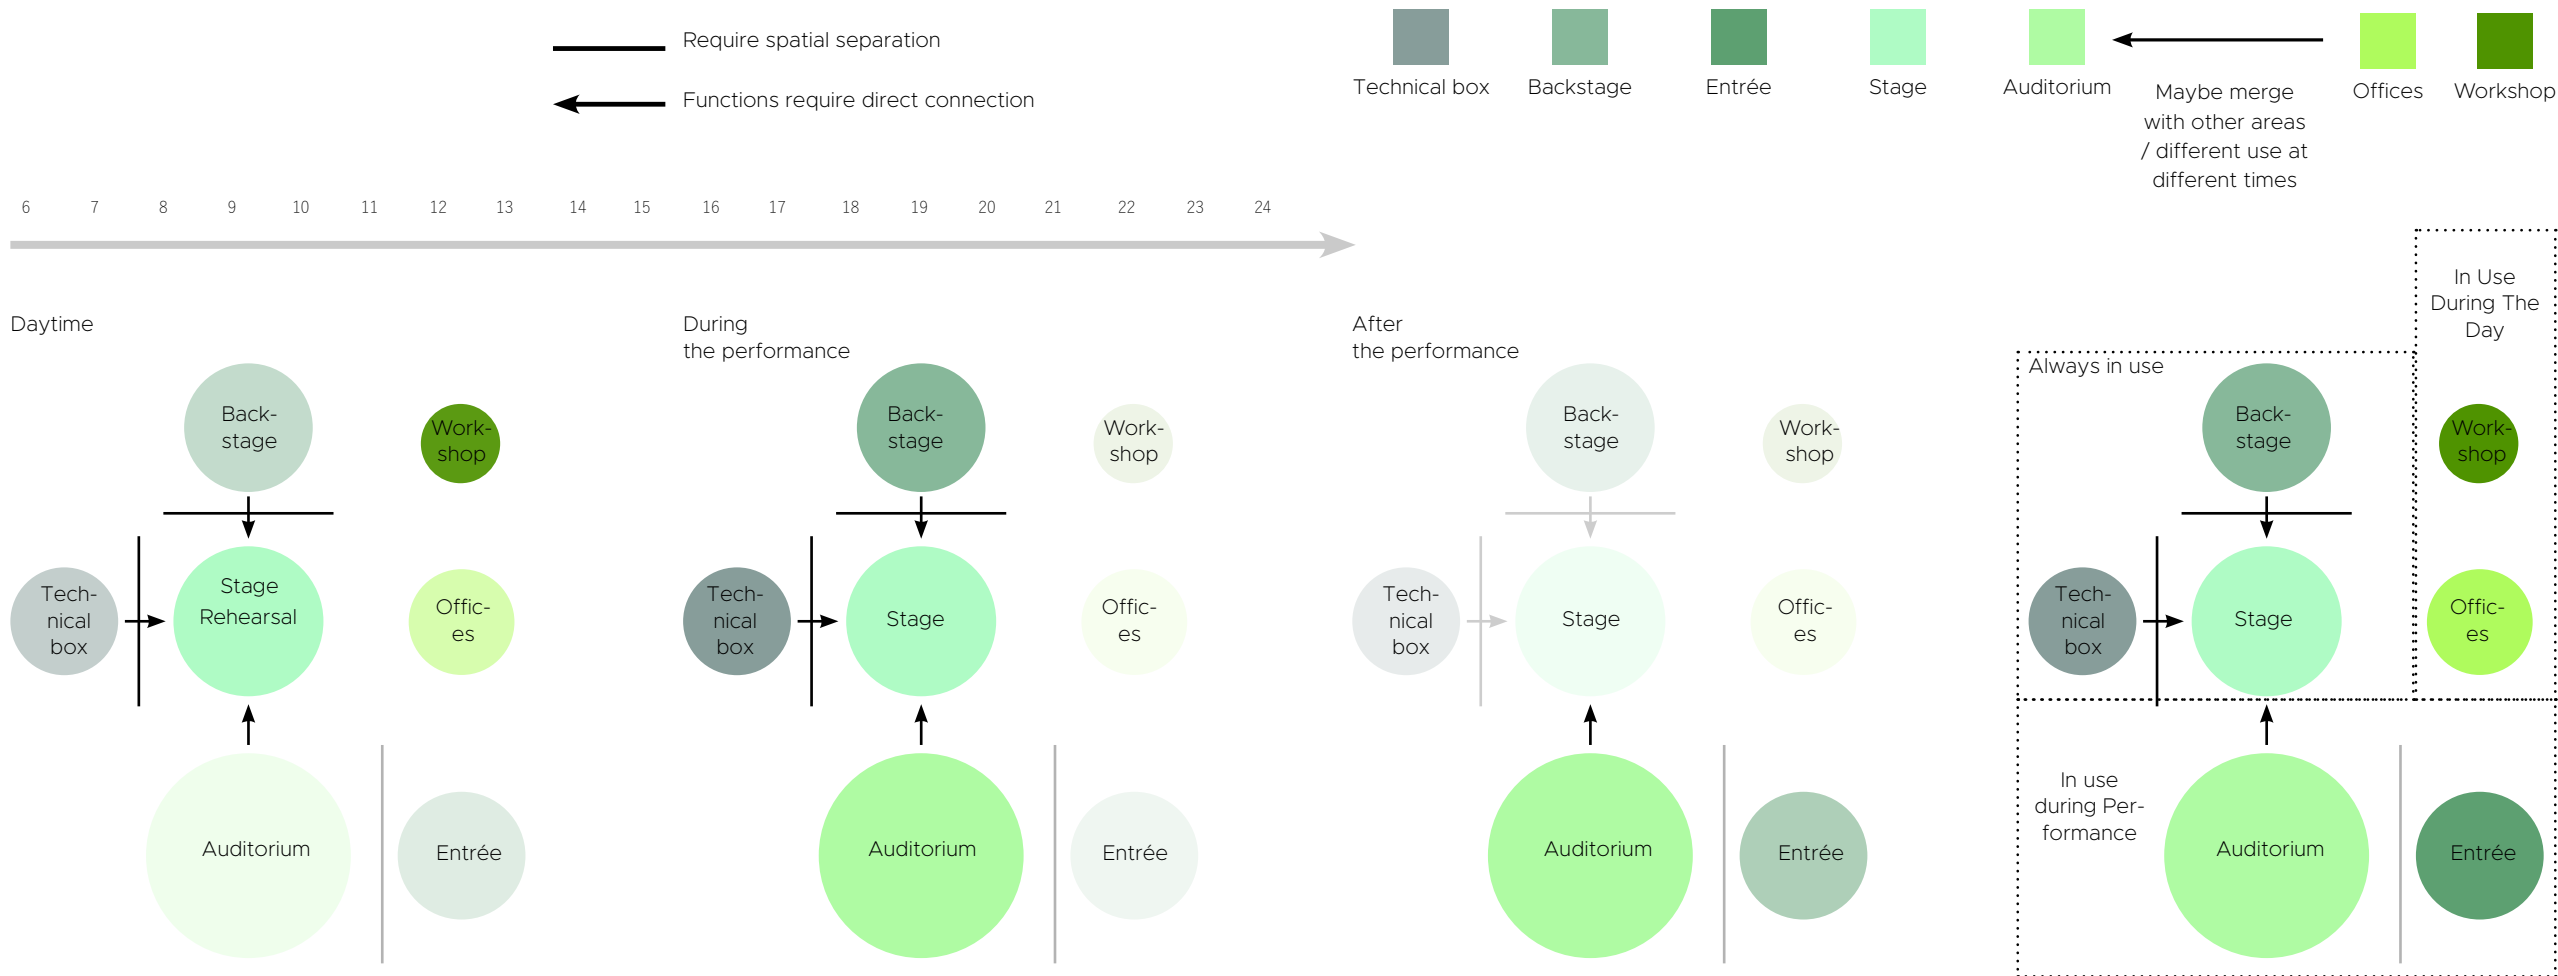 Require spatial separation
Functions require direct connection
Technical box
Backstage
Entrée
Stage
Auditorium
Maybe merge
with other areas
/ different use at
different times
Offices
Workshop
6 7 8 9 10 11 12 13 14 15 16 17 18 19 20 21 22 23 24
Daytime
Back-
stage
Work-
shop
Tech-
nical
box
Stage
Rehearsal
Offic-
es
Auditorium
Entrée
During
the performance
Back-
stage
Work-
shop
Tech-
nical
box
Stage
Offic-
es
Auditorium
Entrée
After
the performance
Back-
stage
Work-
shop
Tech-
nical
box
Stage
Offic-
es
Auditorium
Entrée
In Use
During The
Day
Always in use
Back-
stage
Work-
shop
Tech-
nical
box
Stage
Offic-
es
In use
during Per-
formance
Auditorium
Entrée